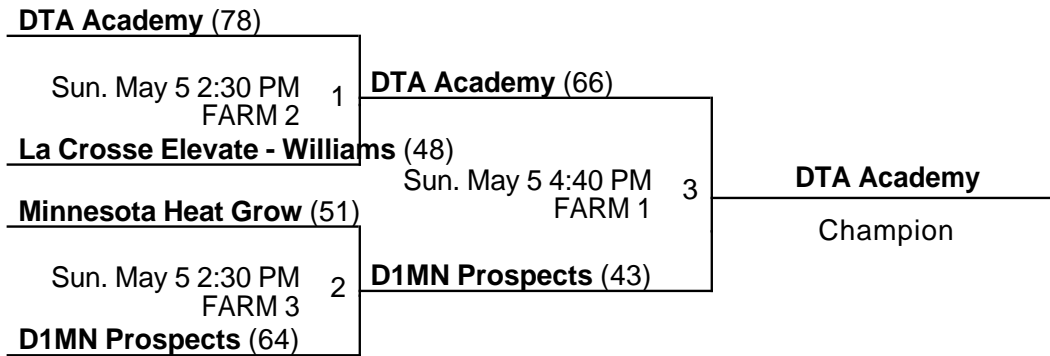 DTA Academy (78)
Sun. May 5 2:30 PM
FARM 2
1
La Crosse Elevate - Williams (48)
DTA Academy (66)
Minnesota Heat Grow (51)
Sun. May 5 2:30 PM
FARM 3
2
D1MN Prospects (64)
Sun. May 5 4:40 PM
FARM 1
3
D1MN Prospects (43)
DTA Academy
Champion